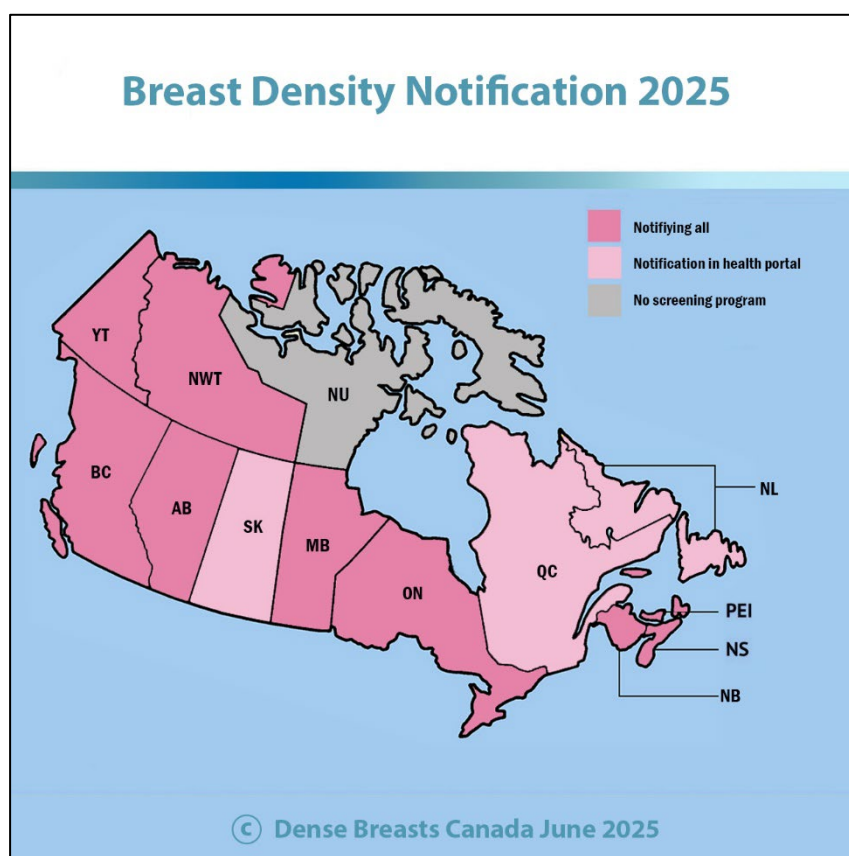 Breast Density Notification 2025
Notifiying all
Notification in health portal
No screening program
YT
NWT
NU
BC
AB
SK
MB
ON
QC
NL
PEI
NS
NB
© Dense Breasts Canada June 2025